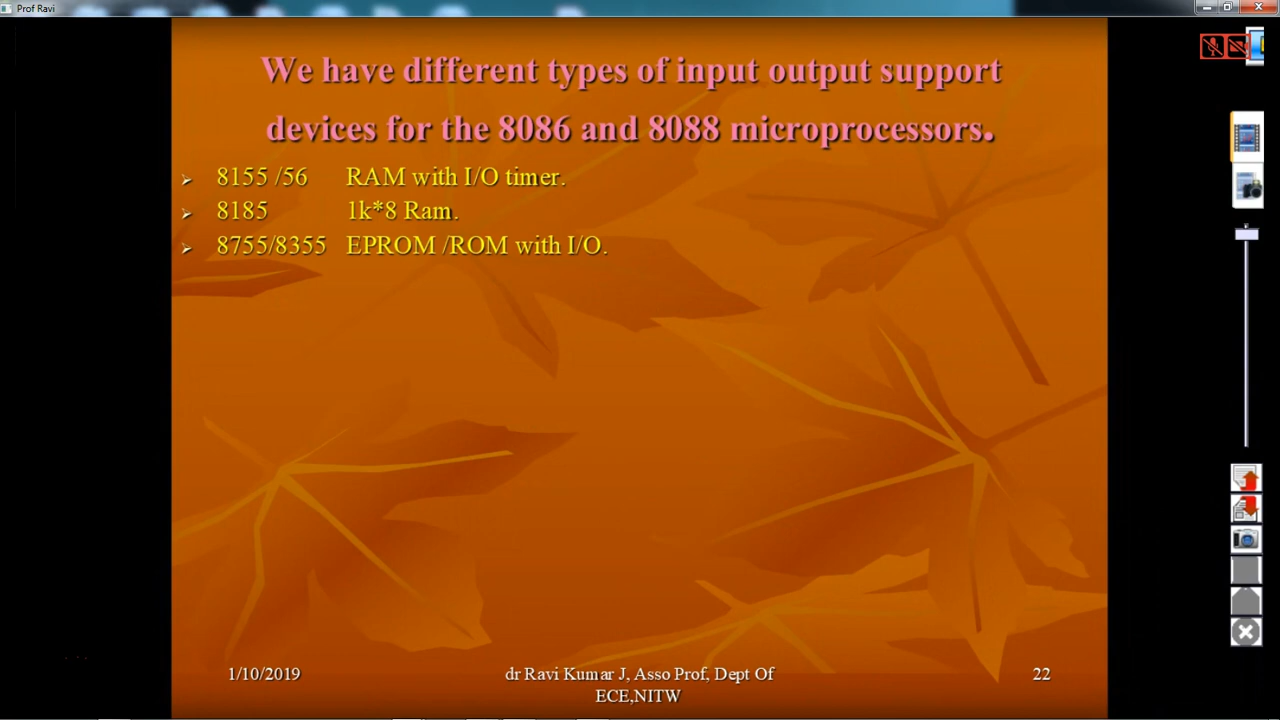 Prof Ravi
We have different types of input output support
devices for the 8086 and 8088 microprocessors.
8155 /56 RAM with I/O timer.
8185 1k*8 Ram.
8755/8355 EPROM /ROM with I/O.
1/10/2019
dr Ravi Kumar J, Asso Prof, Dept Of
ECE,NITW
22